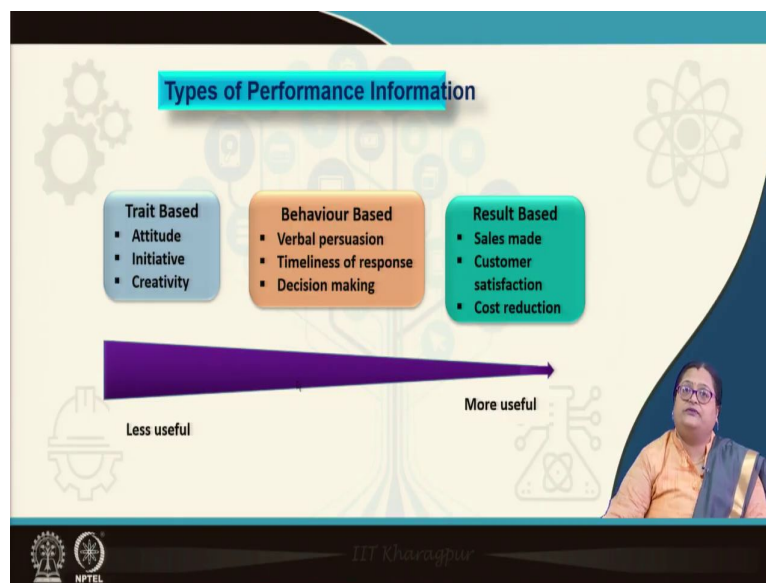 Types of Performance Information
Trait Based
▪ Attitude
▪ Initiative
▪ Creativity
Behaviour Based
▪ Verbal persuasion
▪ Timeliness of response
▪ Decision making
Result Based
▪ Sales made
▪ Customer
satisfaction
▪ Cost reduction
Less useful
More useful
NPTEL
IIT Kharagpur